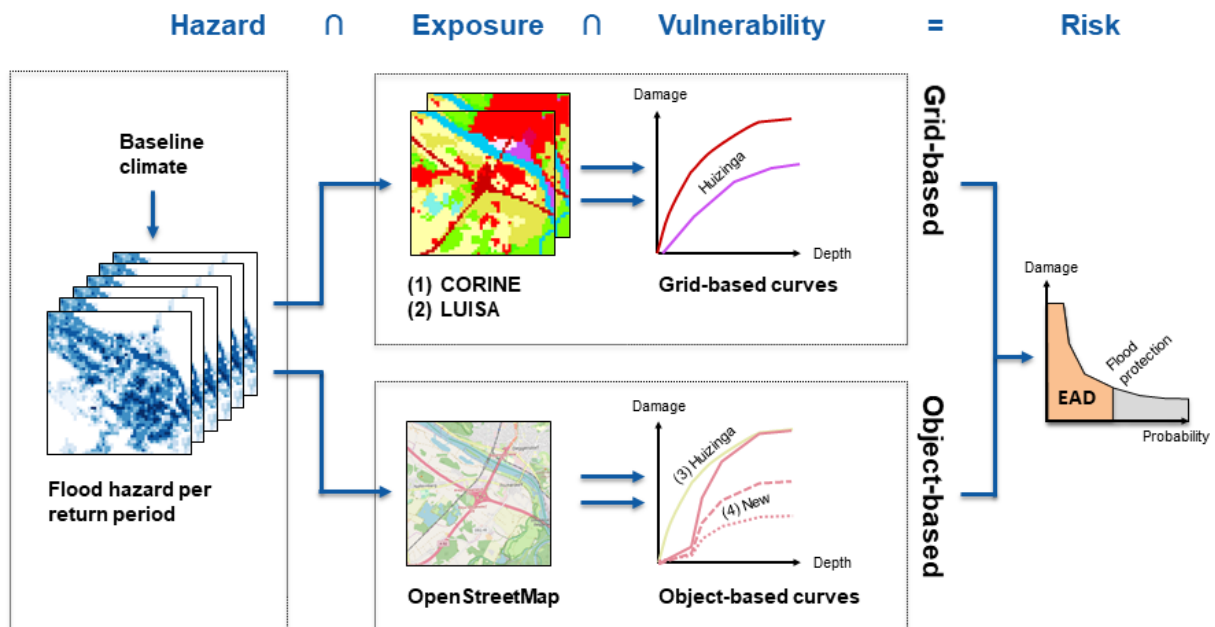 Hazard ∩ Exposure ∩ Vulnerability = Risk
Baseline
climate
Flood hazard per
return period
(1) CORINE
(2) LUISA
Damage
Huizinga
Depth
Grid-based curves
Grid-based
OpenStreetMap
Damage
(3) Huizinga
(4) New
Depth
Object-based curves
Object-based
Damage
Flood
protection
EAD
Probability